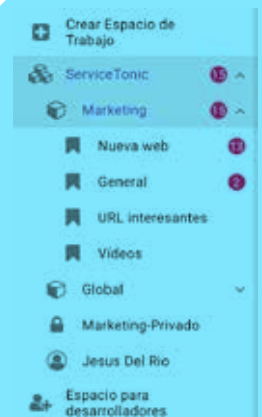 Crear Espacio de
Trabajo
ServiceTonic 15
Marketing 15
Nueva web 13
General 2
URL interesantes
Vídeos
Global
Marketing-Privado
Jesus Del Rio
Espacio para
desarrolladores